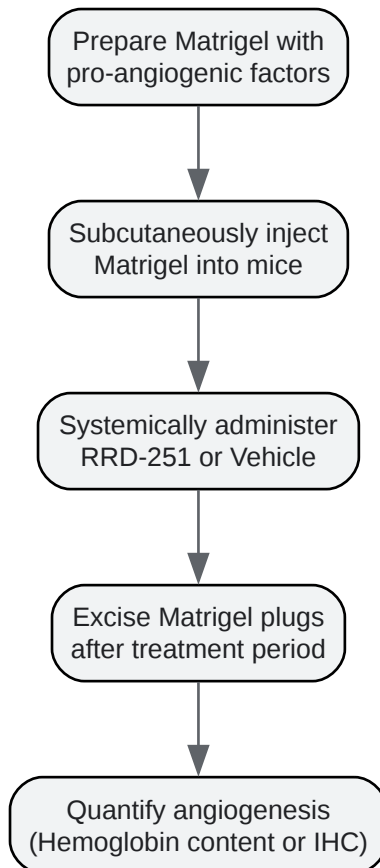 Prepare Matrigel with
pro-angiogenic factors
Subcutaneously inject
Matrigel into mice
Systemically administer
RRD-251 or Vehicle
Excise Matrigel plugs
after treatment period
Quantify angiogenesis
(Hemoglobin content or IHC)